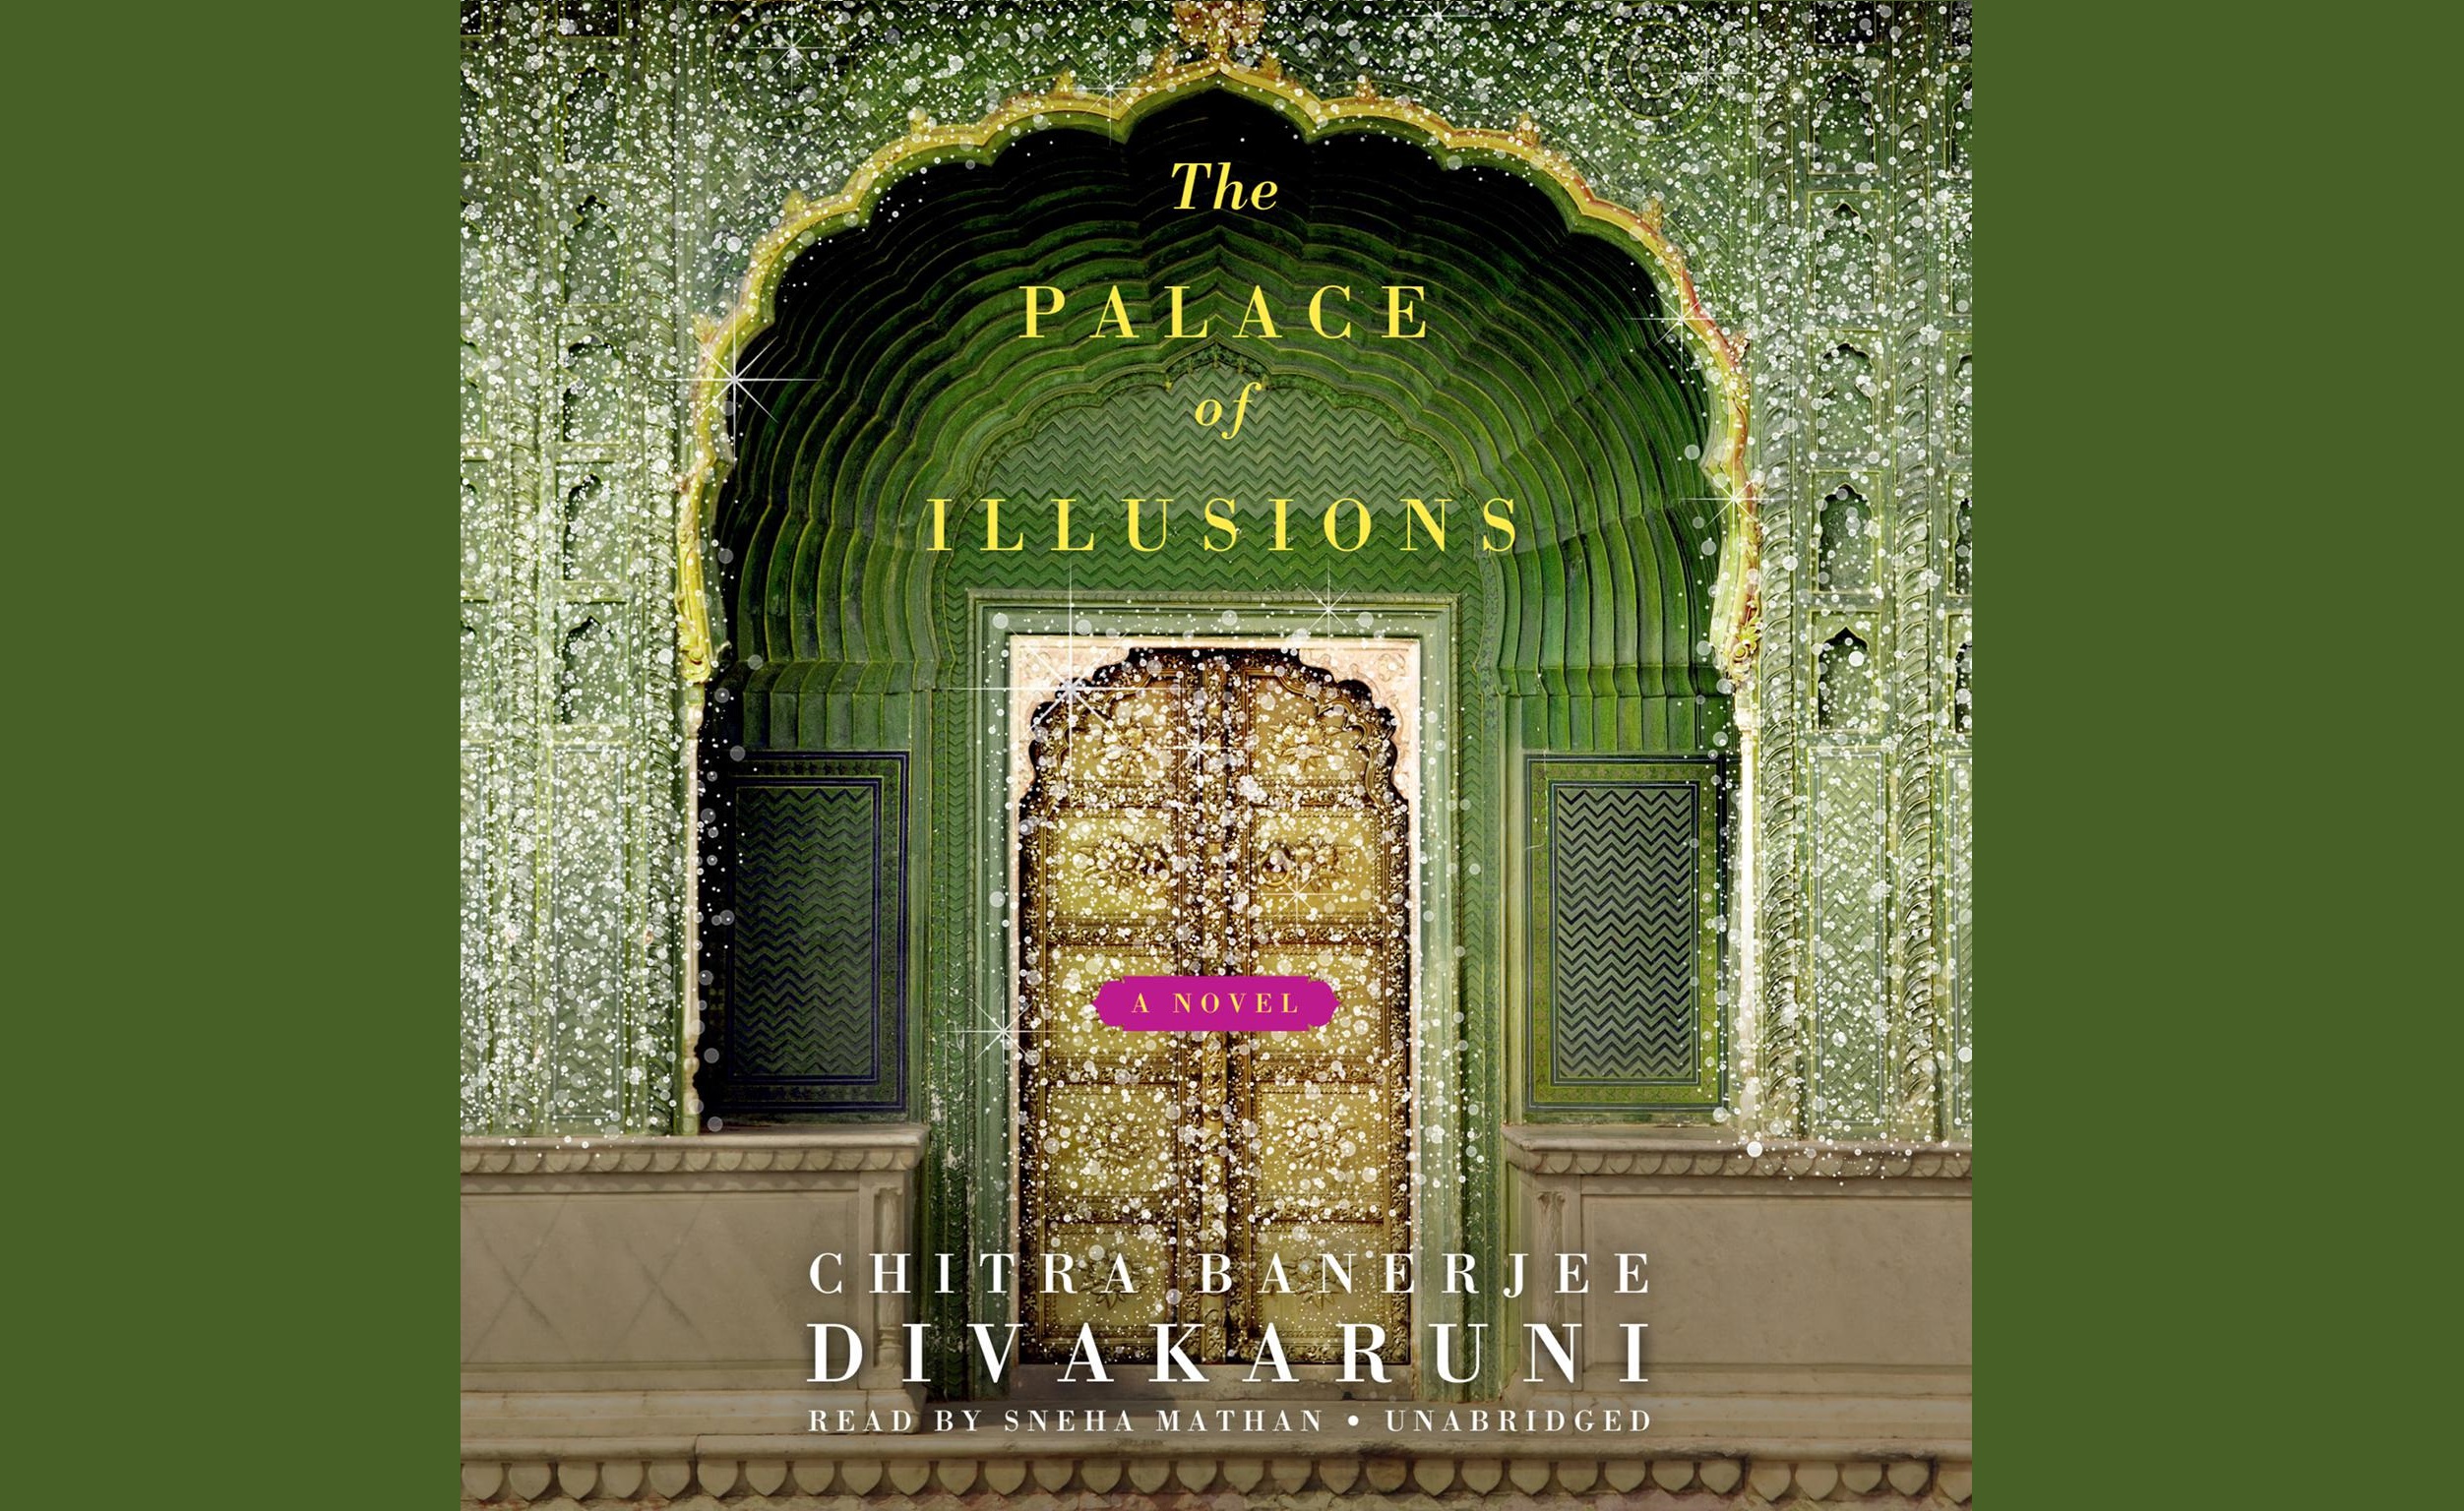 The
PALACE
of
ILLUSIONS
A NOVEL
CHITRA BANERJEE
DIVAKARUNI
READ BY SNEHA MATHAN • UNABRIDGED